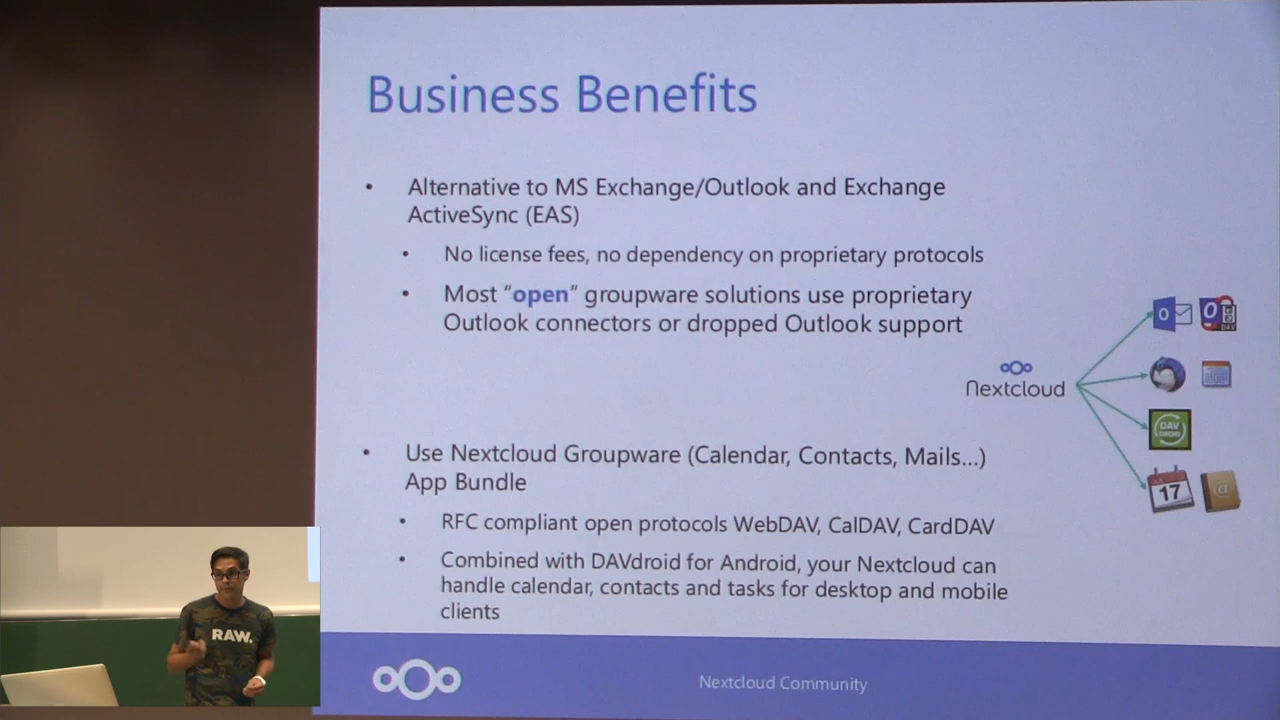 Business Benefits
• Alternative to MS Exchange/Outlook and Exchange
ActiveSync (EAS)
• No license fees, no dependency on proprietary protocols
• Most “open” groupware solutions use proprietary
Outlook connectors or dropped Outlook support
Nextcloud
• Use Nextcloud Groupware (Calendar, Contacts, Mails...)
App Bundle
• RFC compliant open protocols WebDAV, CalDAV, CardDAV
• Combined with DAVdroid for Android, your Nextcloud can
handle calendar, contacts and tasks for desktop and mobile
clients
O
O
DAV
DAV
DROID
17
@
RAW.
Nextcloud Community